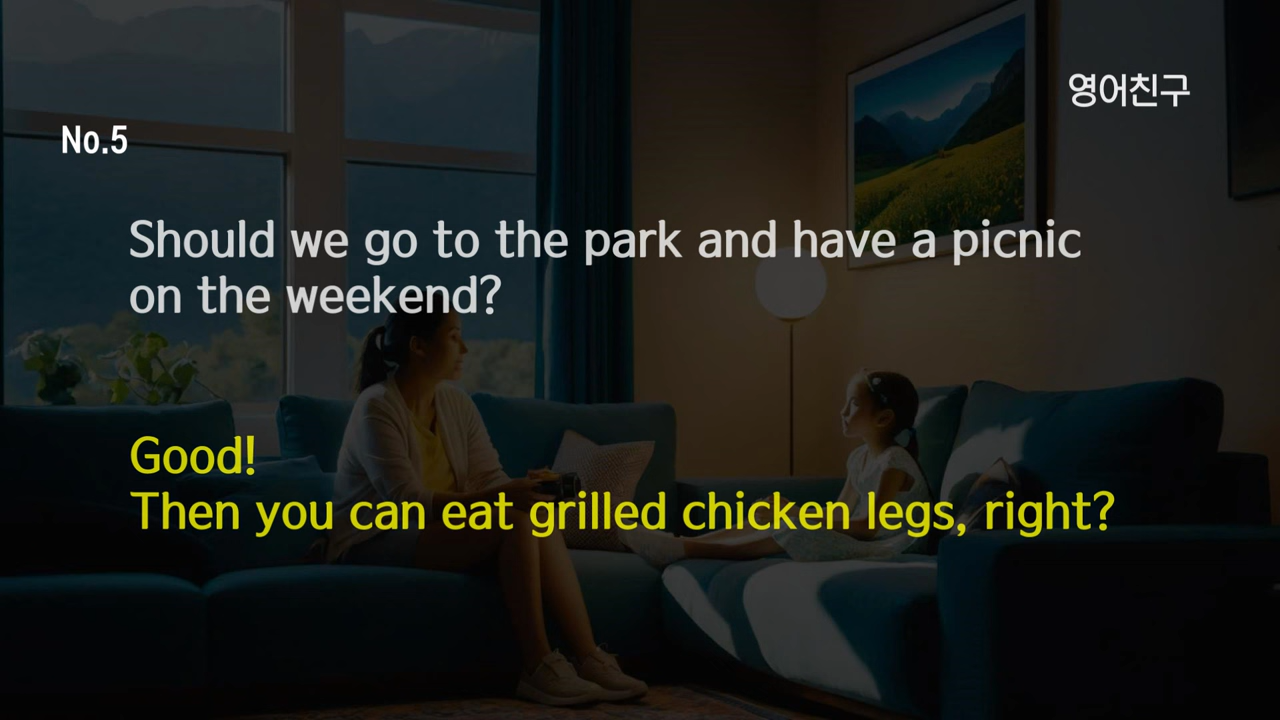 영어친구
No.5
Should we go to the park and have a picnic
on the weekend?
Good!
Then you can eat grilled chicken legs, right?